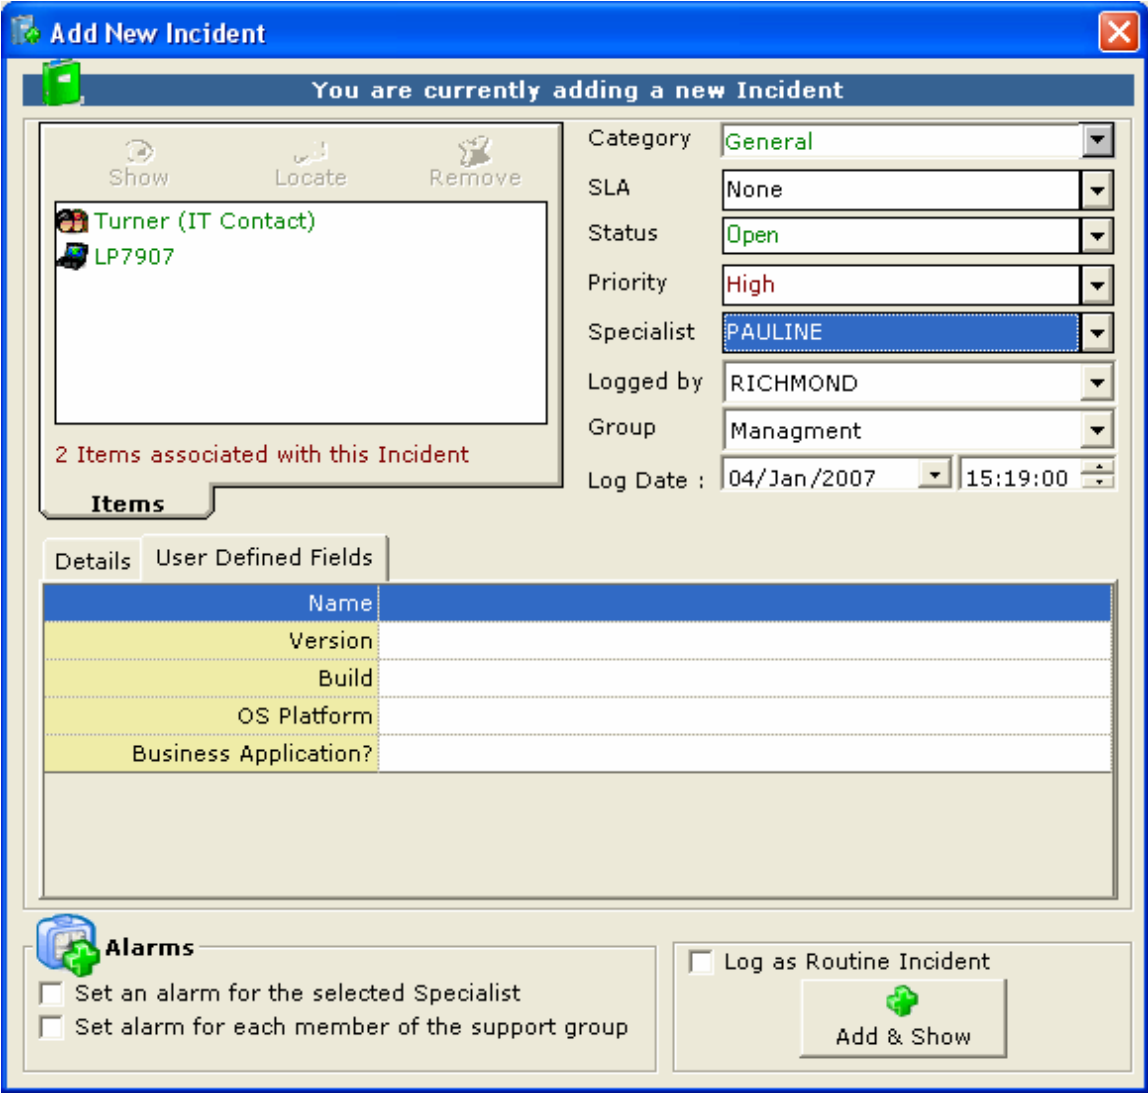 Add New Incident
You are currently adding a new Incident
Show Locate Remove
Turner (IT Contact)
LP7907
2 Items associated with this Incident
Items
Category General
SLA None
Status Open
Priority High
Specialist PAULINE
Logged by RICHMOND
Group Managment
Log Date : 04/Jan/2007 15:19:00
Details User Defined Fields
Name
Version
Build
OS Platform
Business Application?
Alarms
Set an alarm for the selected Specialist
Set alarm for each member of the support group
Log as Routine Incident
Add & Show